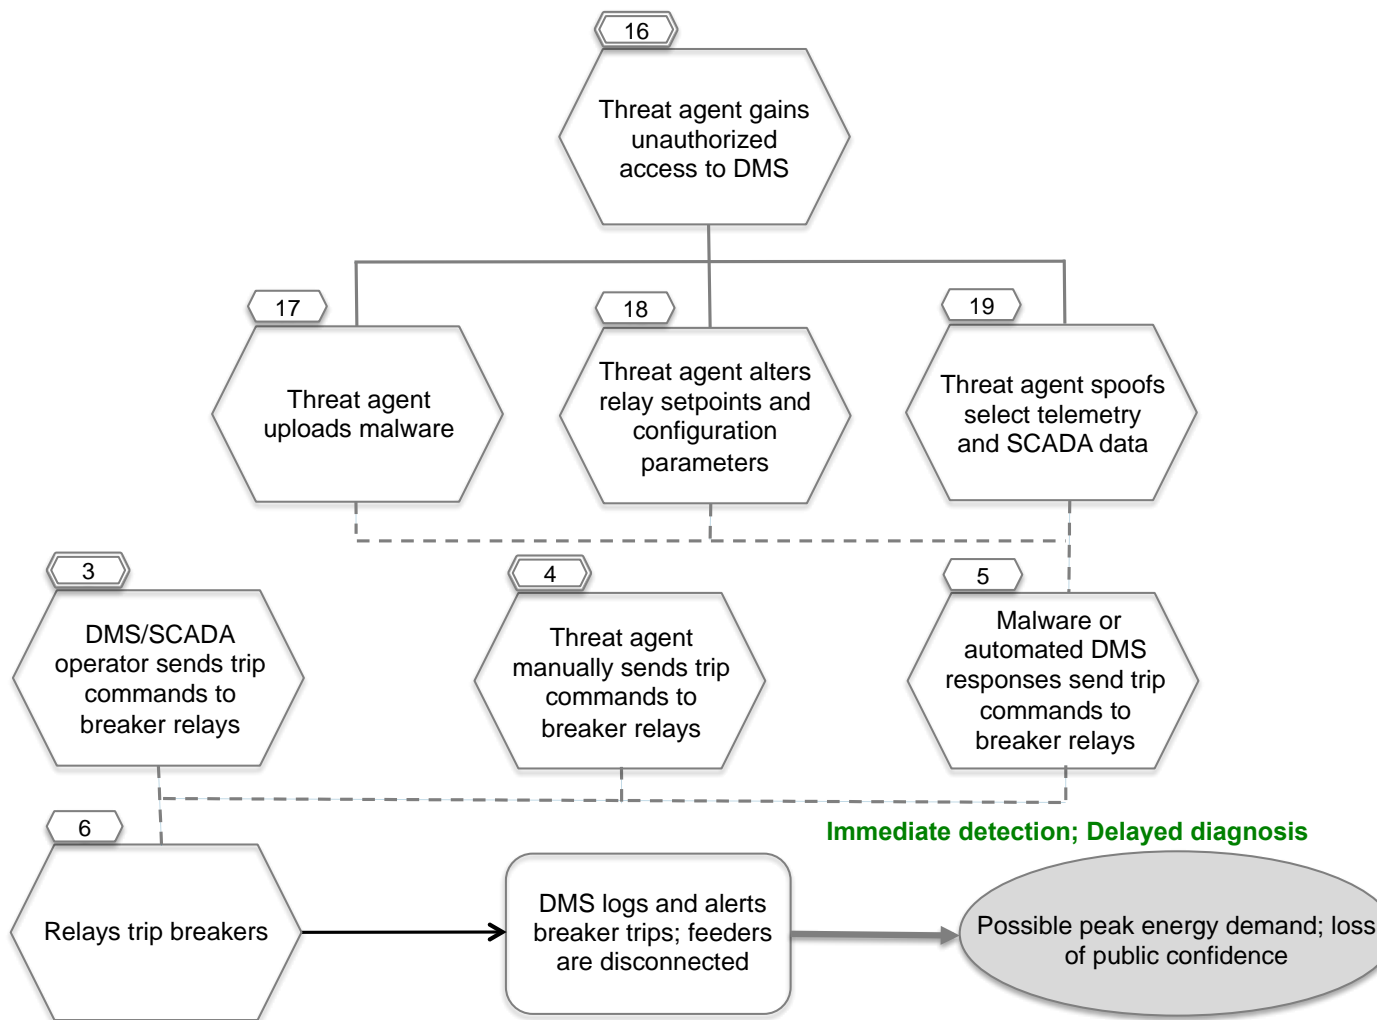 16
Threat agent gains
unauthorized
access to DMS
17
Threat agent
uploads malware
18
Threat agent alters
relay setpoints and
configuration
parameters
19
Threat agent spoofs
select telemetry
and SCADA data
3
DMS/SCADA
operator sends trip
commands to
breaker relays
4
Threat agent
manually sends trip
commands to
breaker relays
5
Malware or
automated DMS
responses send trip
commands to
breaker relays
6
Relays trip breakers
DMS logs and alerts
breaker trips; feeders
are disconnected
Immediate detection; Delayed diagnosis
Possible peak energy demand; loss
of public confidence